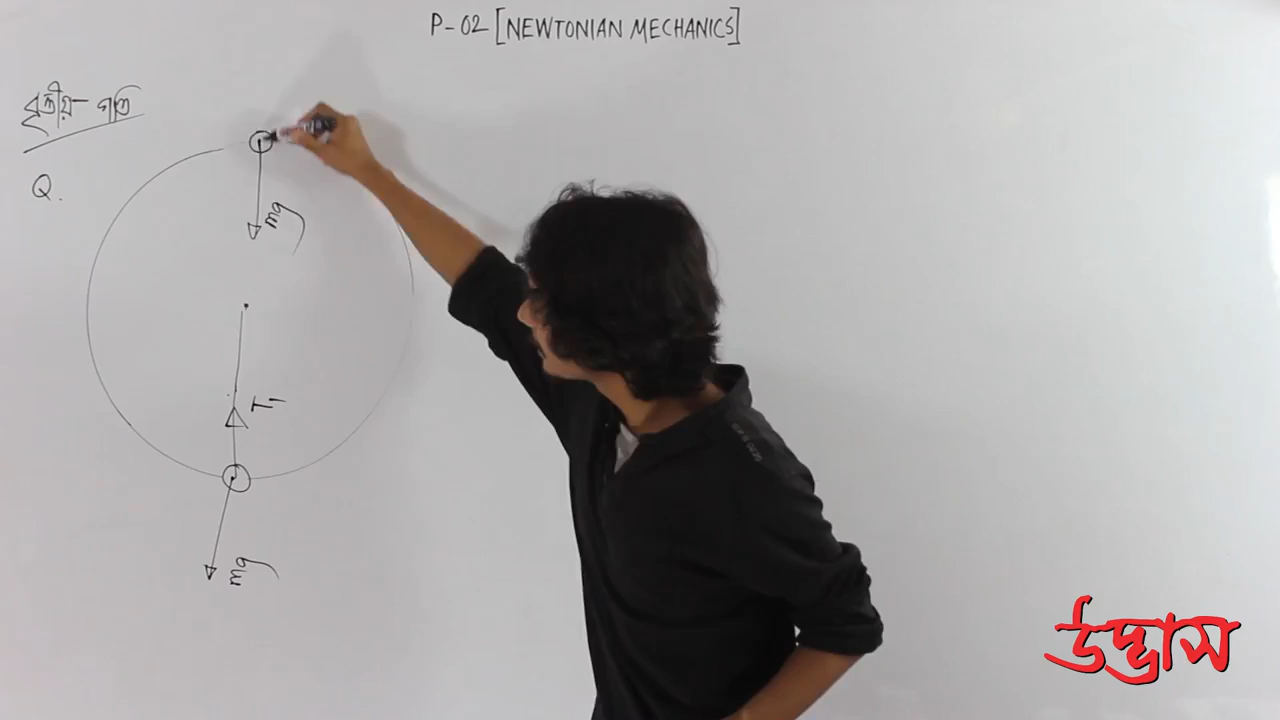 P-02 [NEWTONIAN MECHANICS]
বৃত্তীয় গতি
Q.
mg
T₁
mg
উদ্ভাস